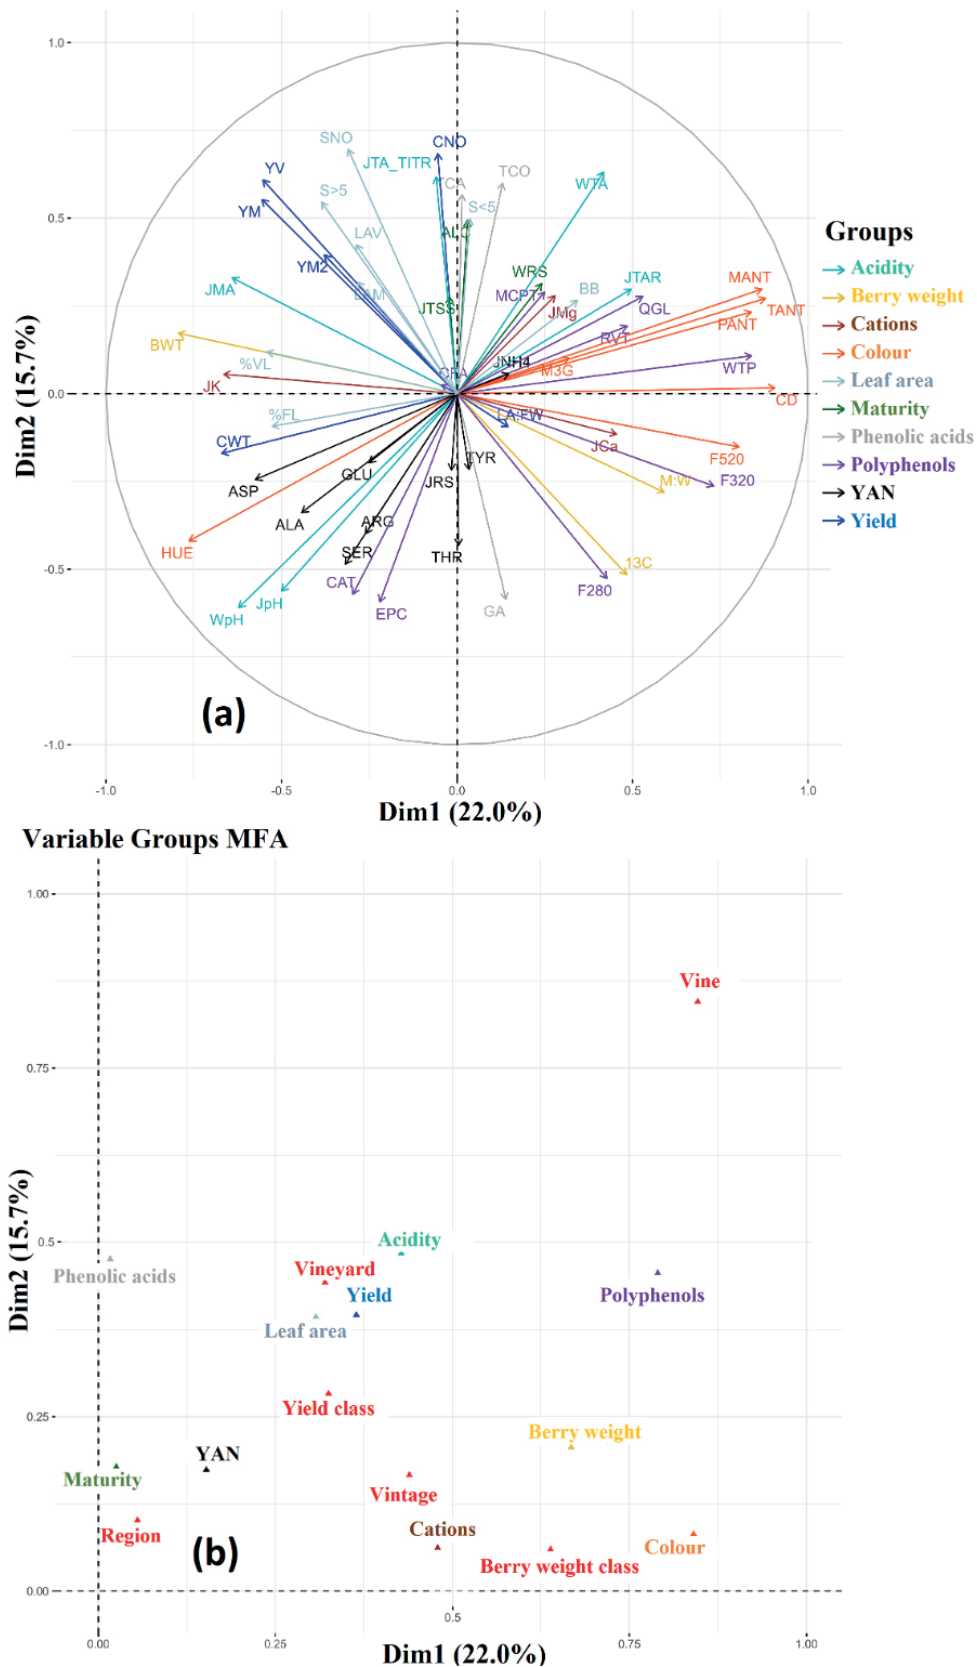 1.0
SNO
CNO
YV
JTA_TITR
TCO
TCA
WTA
S>5
S<5
0.5
YM
ALC
Groups
LAV
YM2
WRS
JTAR
MANT
Acidity
JMA
LAM
MCPT
BB
Berry weight
JTSS
JMg
QGL
TANT
PANT
Cations
BWT
RVT
Colour
%VL
JNH4
M3G
WTP
Leaf area
JK
0.0
CD
Maturity
%FL
LA:FW
Phenolic acids
CWT
JCa
F520
Polyphenols
ASP
GLU
TYR
JRS
M:W
F320
YAN
ALA
ARG
Yield
HUE
SER
THR
-0.5
CAT
13C
F280
WpH
JpH
EPC
GA
(a)
-1.0
Dim2 (15.7%)
-1.0
-0.5
0.0
0.5
1.0
Dim1 (22.0%)
Variable Groups MFA
1.00
Vine
0.75
0.5
Acidity
Phenolic acids
Vineyard
Yield
Polyphenols
Leaf area
0.25
Yield class
Berry weight
YAN
Maturity
Vintage
Region
Cations
(b)
Berry weight class
Colour
0.00
Dim2 (15.7%)
0.5
0.00
0.25
0.75
1.00
Dim1 (22.0%)